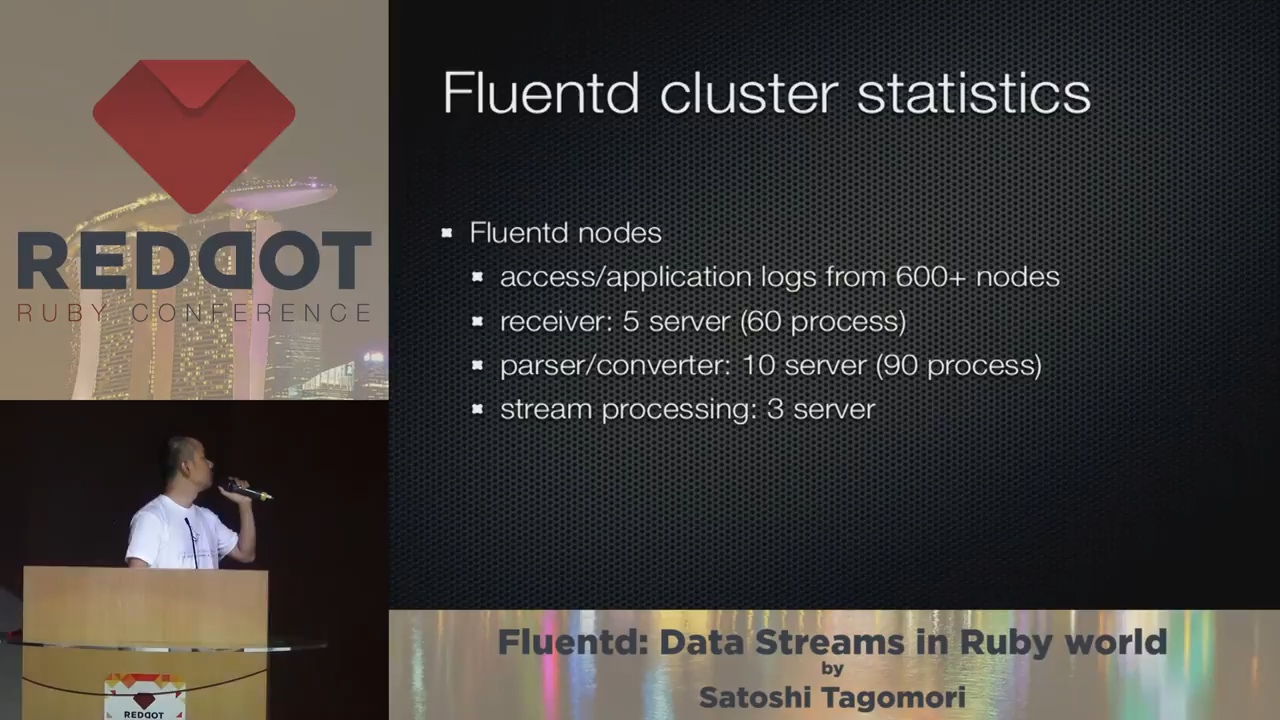 REDDOT
RUBY CONFERENCE
Fluentd cluster statistics
Fluentd nodes
access/application logs from 600+ nodes
receiver: 5 server (60 process)
parser/converter: 10 server (90 process)
stream processing: 3 server
REDDOT
Fluentd: Data Streams in Ruby world
by
Satoshi Tagomori